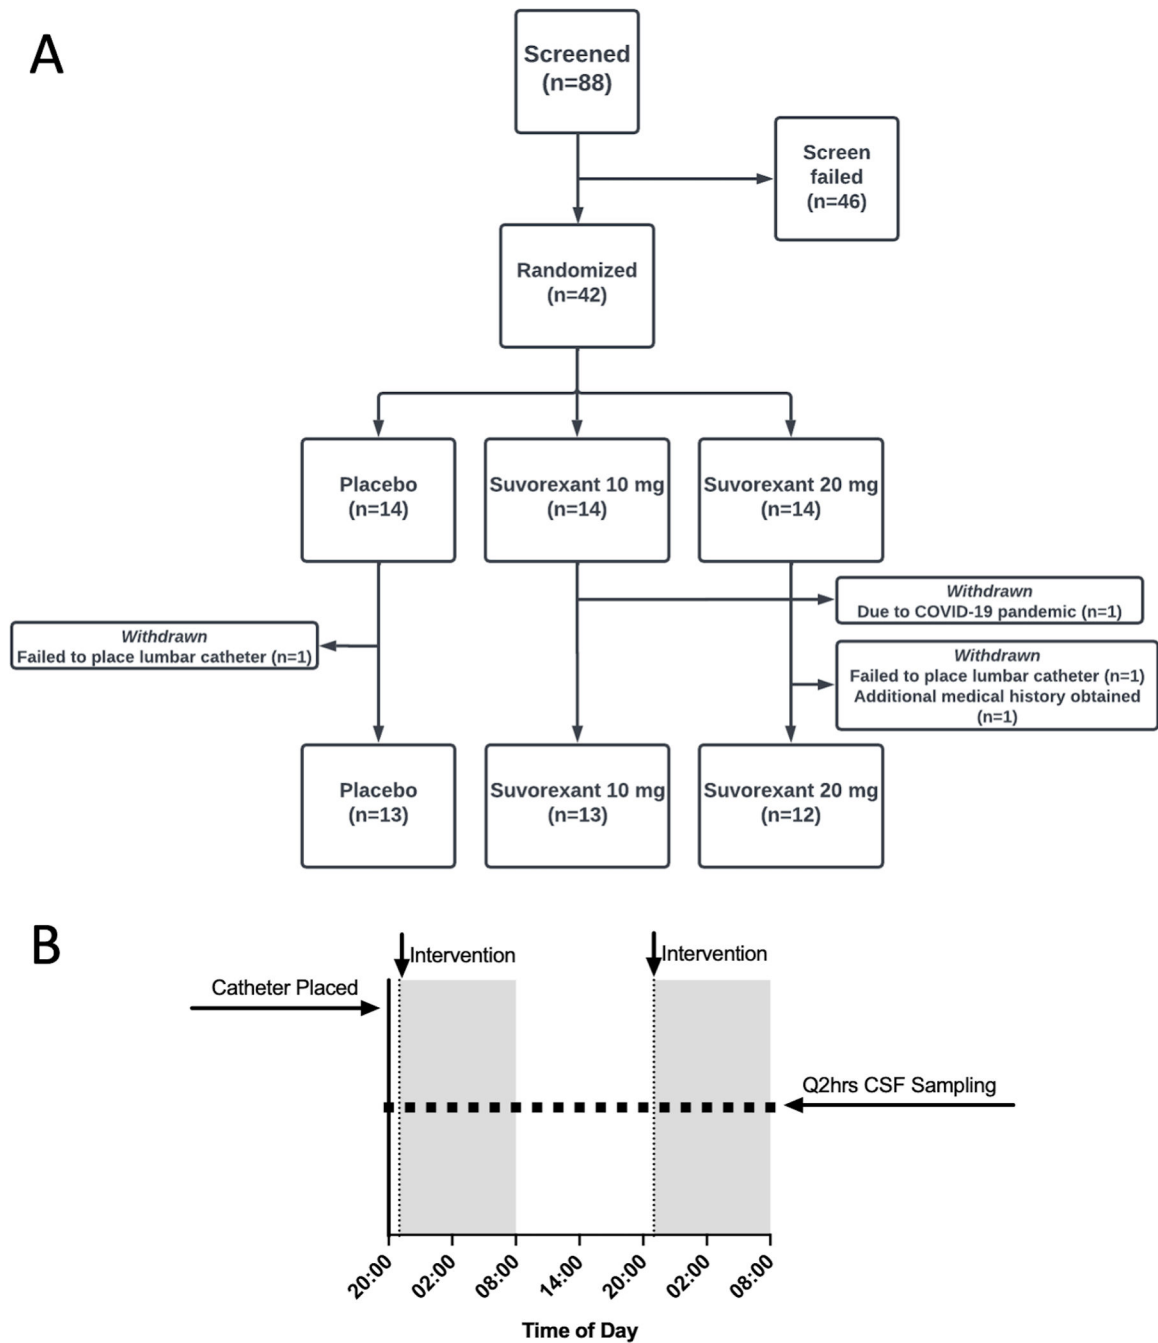 A
Screened
(n=88)
Screen
failed
(n=46)
Randomized
(n=42)
Placebo
(n=14)
Suvorexant 10 mg
(n=14)
Suvorexant 20 mg
(n=14)
Withdrawn
Due to COVID-19 pandemic (n=1)
Withdrawn
Failed to place lumbar catheter (n=1)
Withdrawn
Failed to place lumbar catheter (n=1)
Additional medical history obtained
(n=1)
Placebo
(n=13)
Suvorexant 10 mg
(n=13)
Suvorexant 20 mg
(n=12)
B
Intervention
Intervention
Catheter Placed
Q2hrs CSF Sampling
20:00
02:00
08:00
14:00
20:00
02:00
08:00
Time of Day